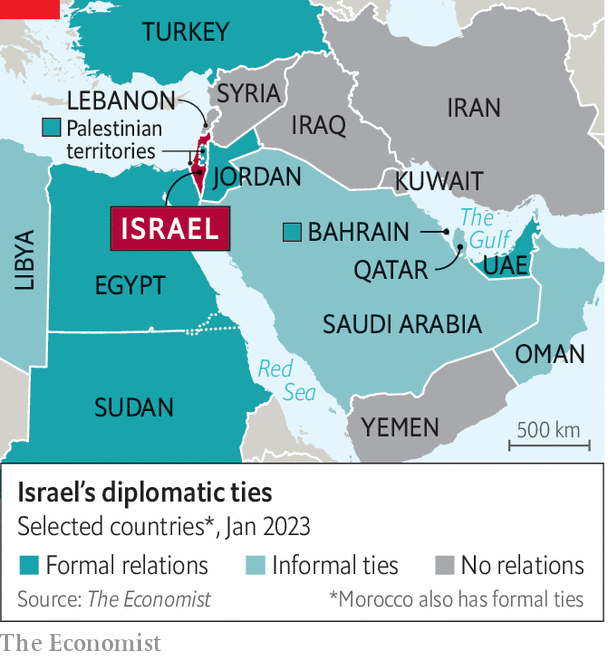 TURKEY
LEBANON
SYRIA
IRAN
Palestinian
territories
IRAQ
JORDAN
KUWAIT
ISRAEL
The
Gulf
BAHRAIN
LIBYA
QATAR
UAE
EGYPT
SAUDI ARABIA
OMAN
Red
Sea
SUDAN
YEMEN
500 km
Israel’s diplomatic ties
Selected countries*, Jan 2023
Formal relations
Informal ties
No relations
Source: The Economist
*Morocco also has formal ties
The Economist